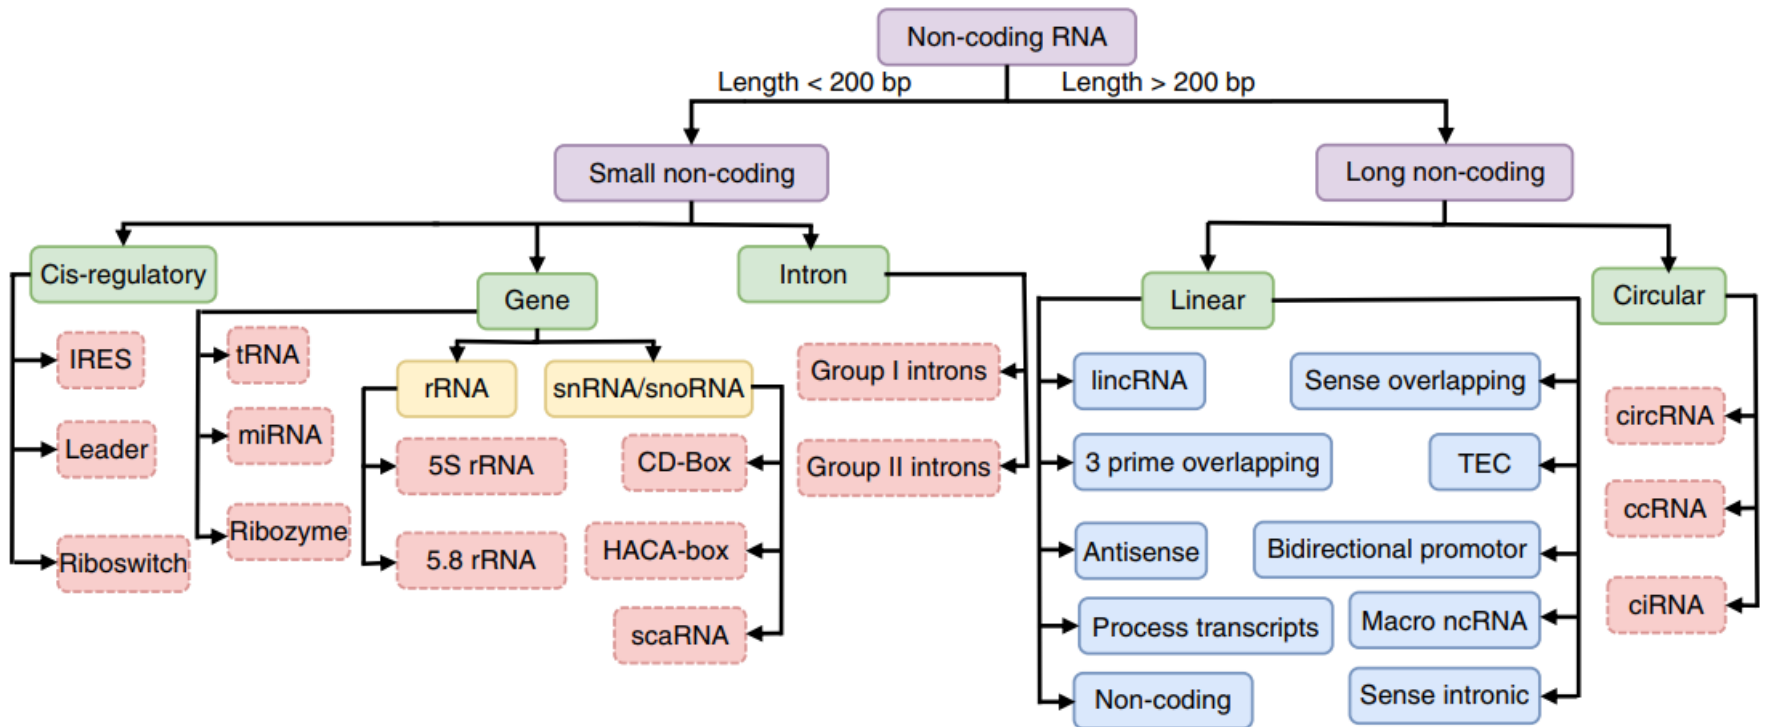 Non-coding RNA
Length < 200 bp
Length > 200 bp
Small non-coding
Long non-coding
Cis-regulatory
Gene
Intron
Linear
Circular
IRES
Leader
Riboswitch
tRNA
miRNA
Ribozyme
rRNA
5S rRNA
5.8 rRNA
snRNA/snoRNA
CD-Box
HACA-box
scaRNA
Group I introns
Group II introns
lincRNA
3 prime overlapping
Antisense
Process transcripts
Non-coding
Sense overlapping
TEC
Bidirectional promotor
Macro ncRNA
Sense intronic
circRNA
ccRNA
ciRNA